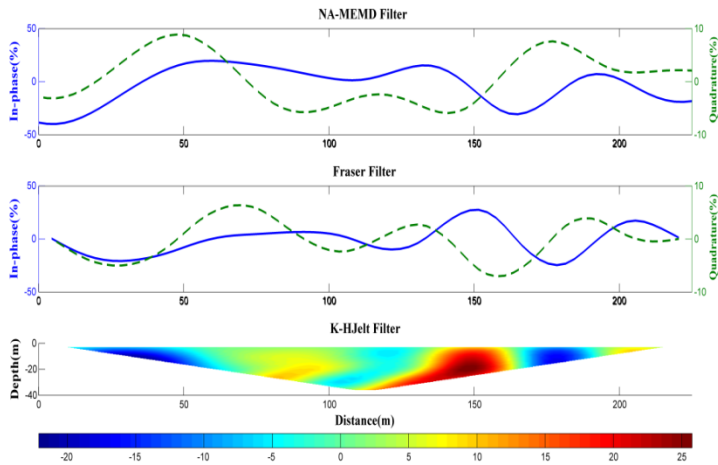 NA-MEMD Filter
In-phase(%)
50
0
-50
Quadrature(%)
10
0
-10
0 50 100 150 200
Fraser Filter
In-phase(%)
50
0
-50
Quadrature(%)
10
0
-10
0 50 100 150 200
K-HJelt Filter
Depth(m)
0
-20
-40
0 50 100 150 200
Distance(m)
-20 -15 -10 -5 0 5 10 15 20 25